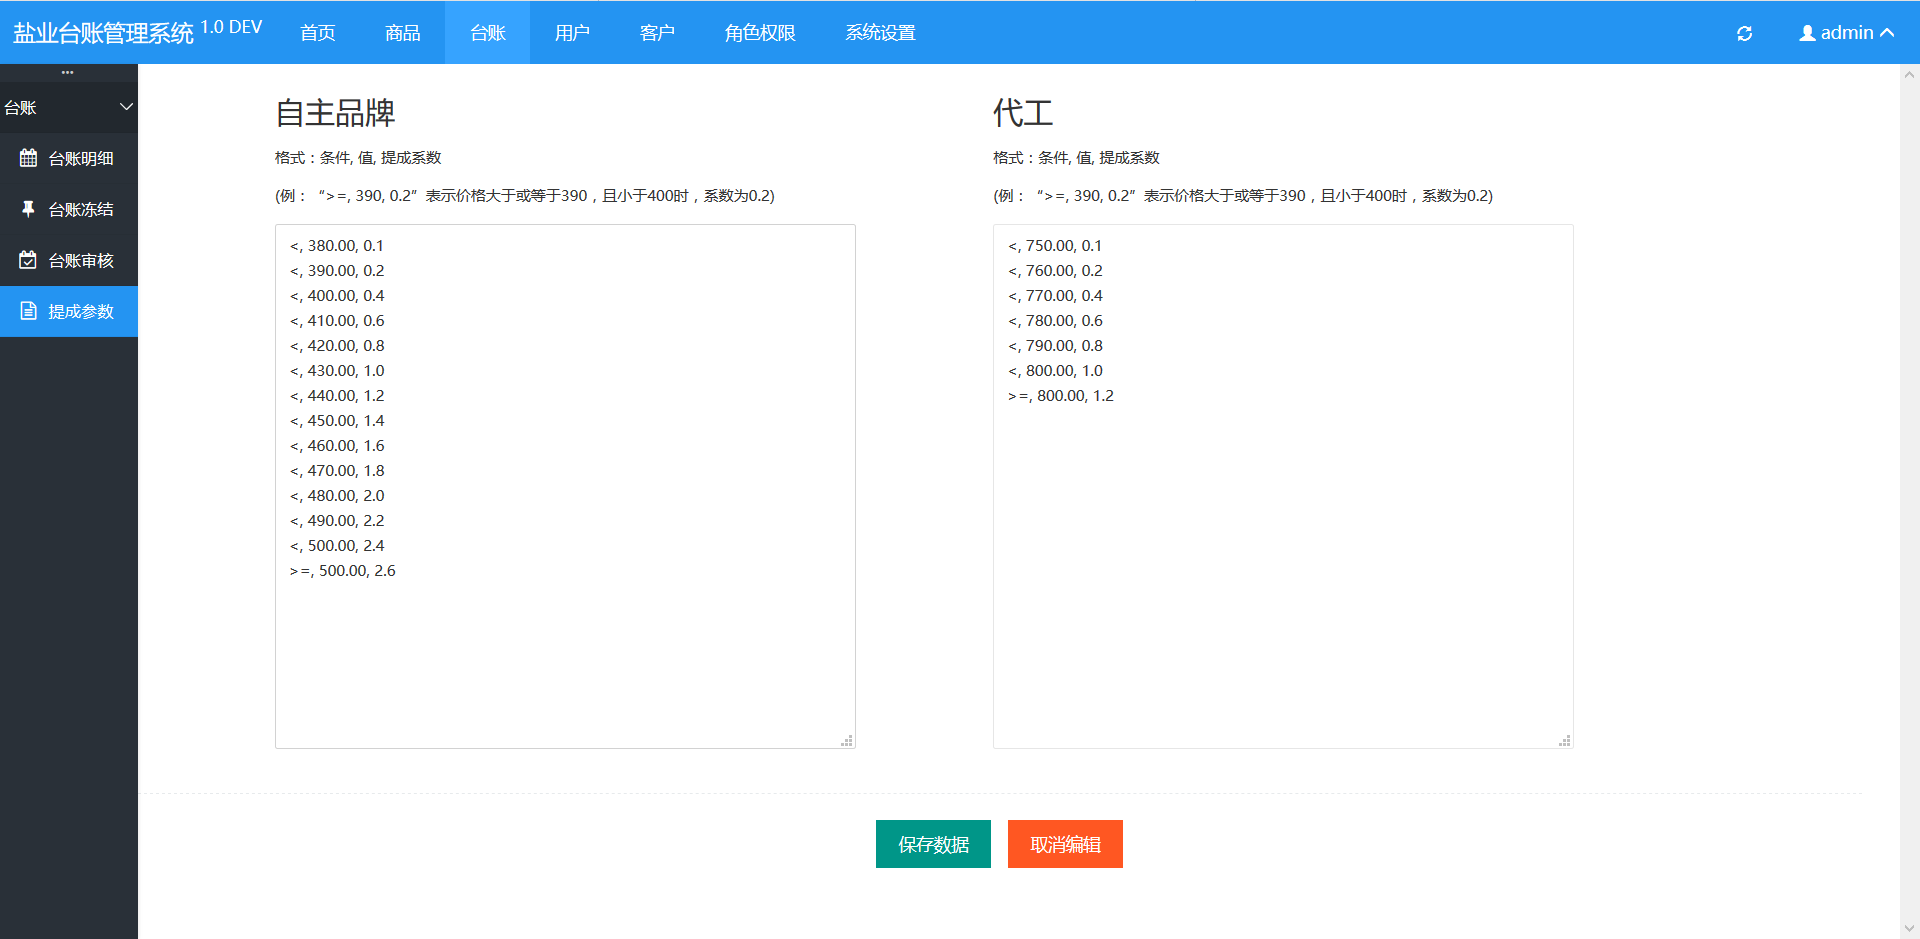 盐业台账管理系统 1.0 DEV
首页
商品
台账
用户
客户
角色权限
系统设置
admin
台账
台账明细
台账冻结
台账审核
提成参数
自主品牌
格式：条件, 值, 提成系数
(例： “>=, 390, 0.2”表示价格大于或等于390，且小于400时，系数为0.2)
<, 380.00, 0.1
<, 390.00, 0.2
<, 400.00, 0.4
<, 410.00, 0.6
<, 420.00, 0.8
<, 430.00, 1.0
<, 440.00, 1.2
<, 450.00, 1.4
<, 460.00, 1.6
<, 470.00, 1.8
<, 480.00, 2.0
<, 490.00, 2.2
<, 500.00, 2.4
>=, 500.00, 2.6
代工
格式：条件, 值, 提成系数
(例： “>=, 390, 0.2”表示价格大于或等于390，且小于400时，系数为0.2)
<, 750.00, 0.1
<, 760.00, 0.2
<, 770.00, 0.4
<, 780.00, 0.6
<, 790.00, 0.8
<, 800.00, 1.0
>=, 800.00, 1.2
保存数据
取消编辑